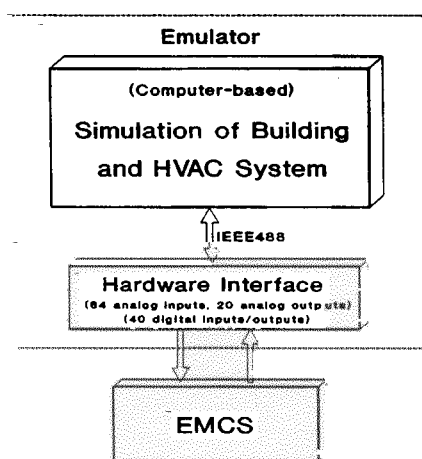 Emulator
(Computer-based)
Simulation of Building
and HVAC System
IEEE488
Hardware Interface
(64 analog inputs, 20 analog outputs)
(40 digital inputs/outputs)
EMCS